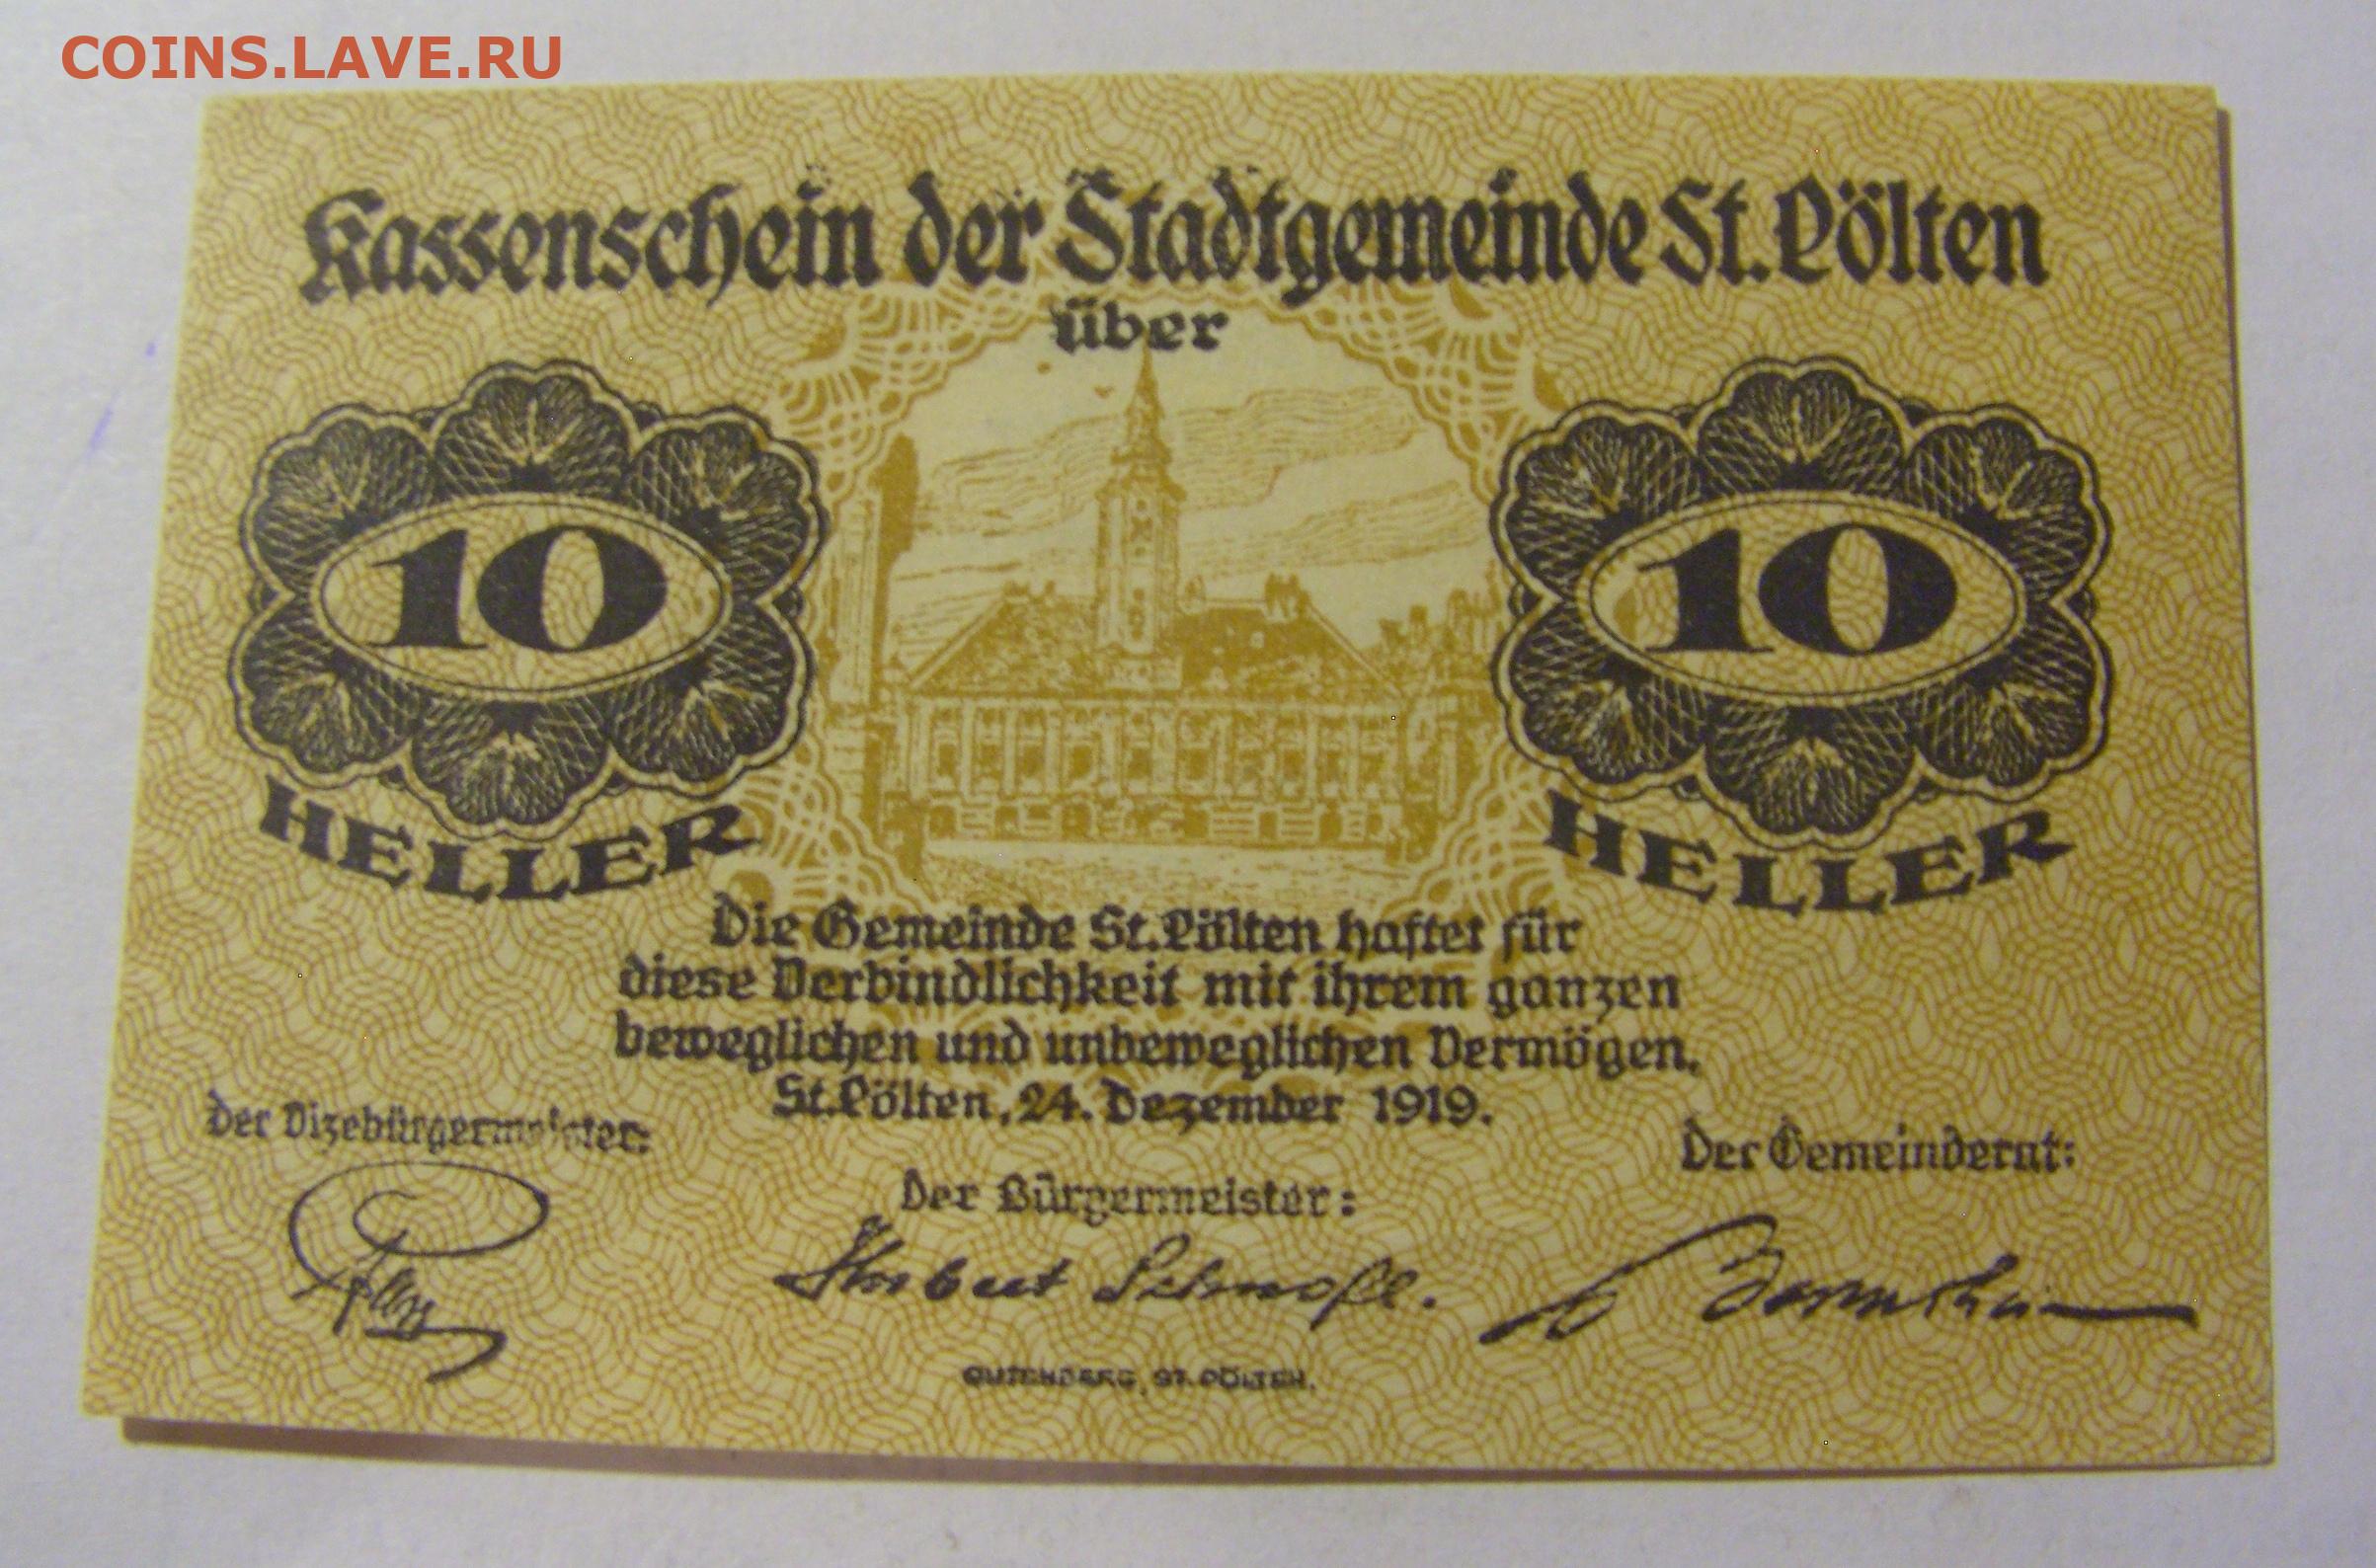 COINS.LAVE.RU
Kassenschein der Stadtgemeinde St. Pölten
über
10
HELLER
10
HELLER
Die Gemeinde St. Pölten haftet für
diese Verbindlichkeit mit ihrem ganzen
beweglichen und unbeweglichen Vermögen.
St. Pölten, 24. Dezember 1919.
Der Vizebürgermeister:
Der Bürgermeister:
Der Gemeinderat:
GUTENBERG, ST. PÖLTEN.